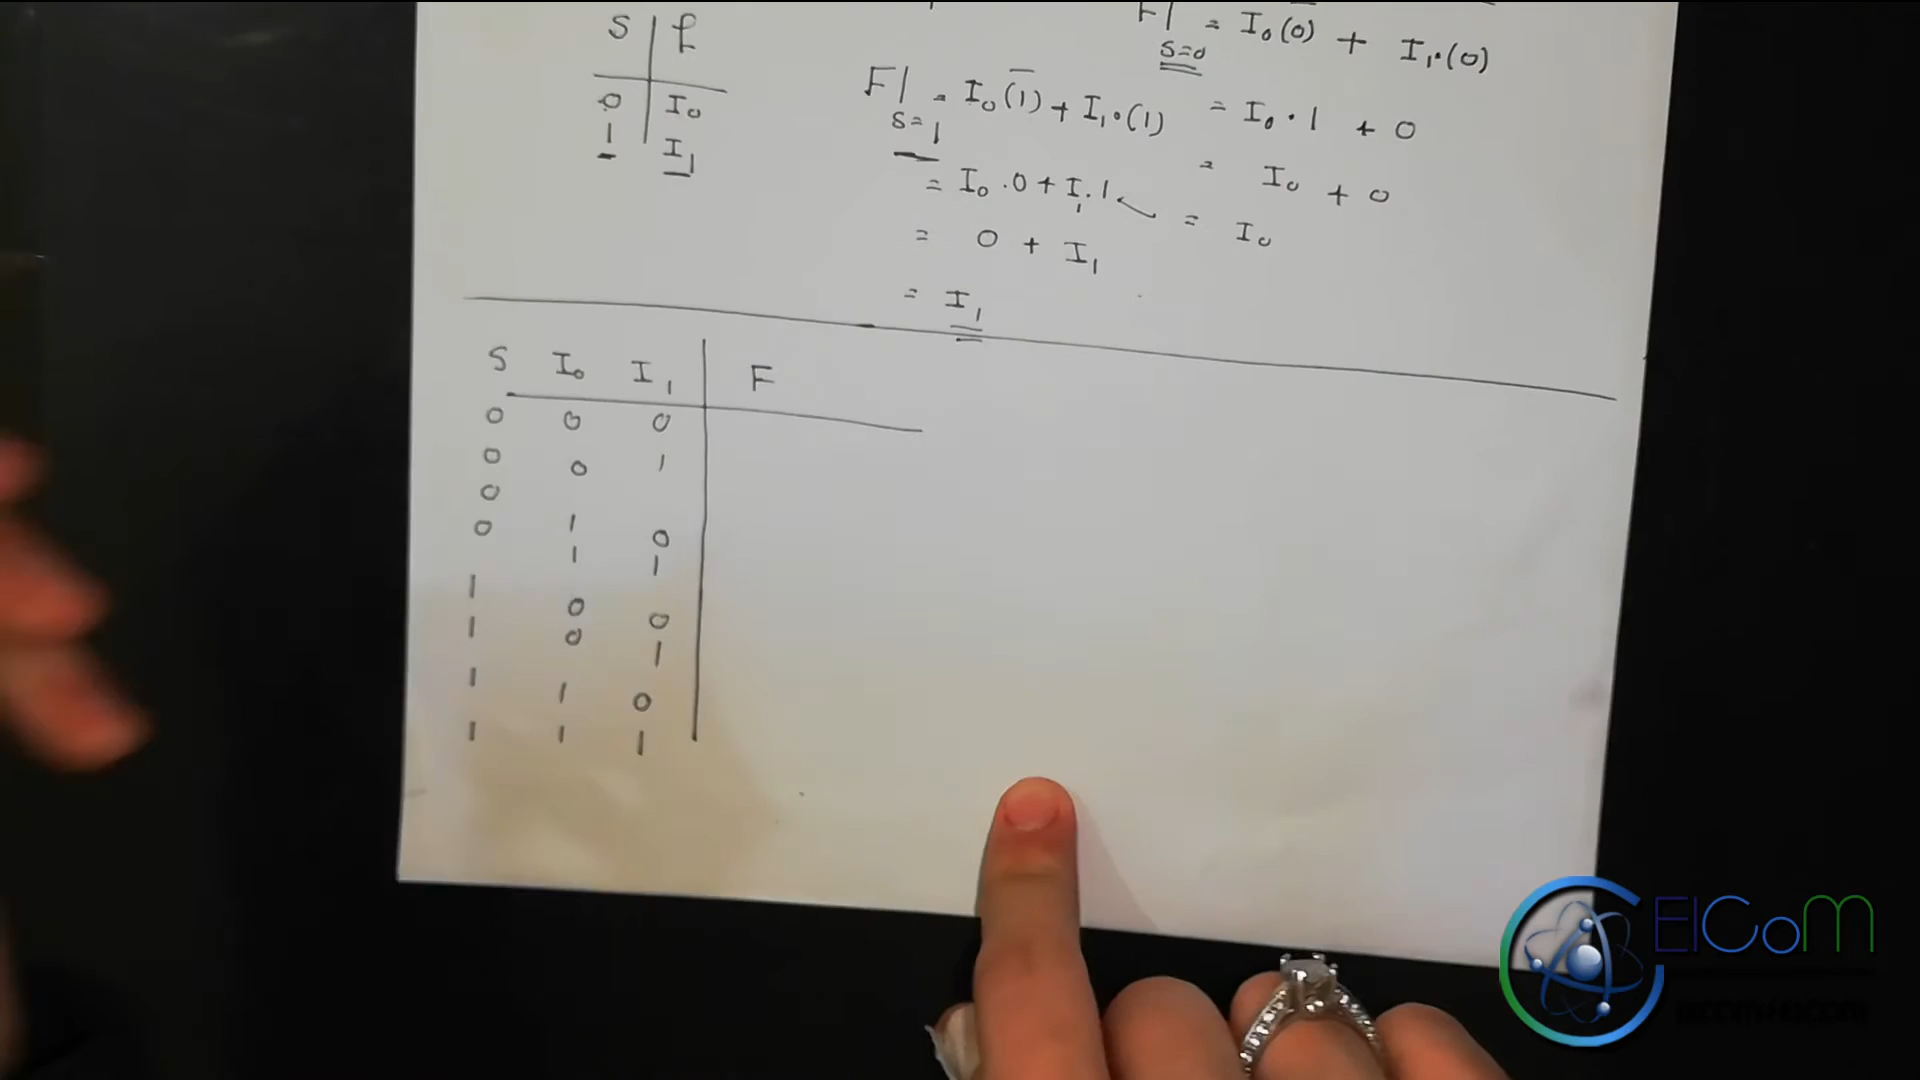 S f
0 I0
1 I1
F| S=0 = I0(0̅) + I1·(0)
= I0·1 + 0
= I0 + 0
= I0
F| S=1 = I0(1̅) + I1·(1)
= I0·0 + I1·1
= 0 + I1
= I1
S I0 I1 F
0 0 0
0 0 1
0 1 0
0 1 1
1 0 0
1 0 1
1 1 0
1 1 1
ElCoM